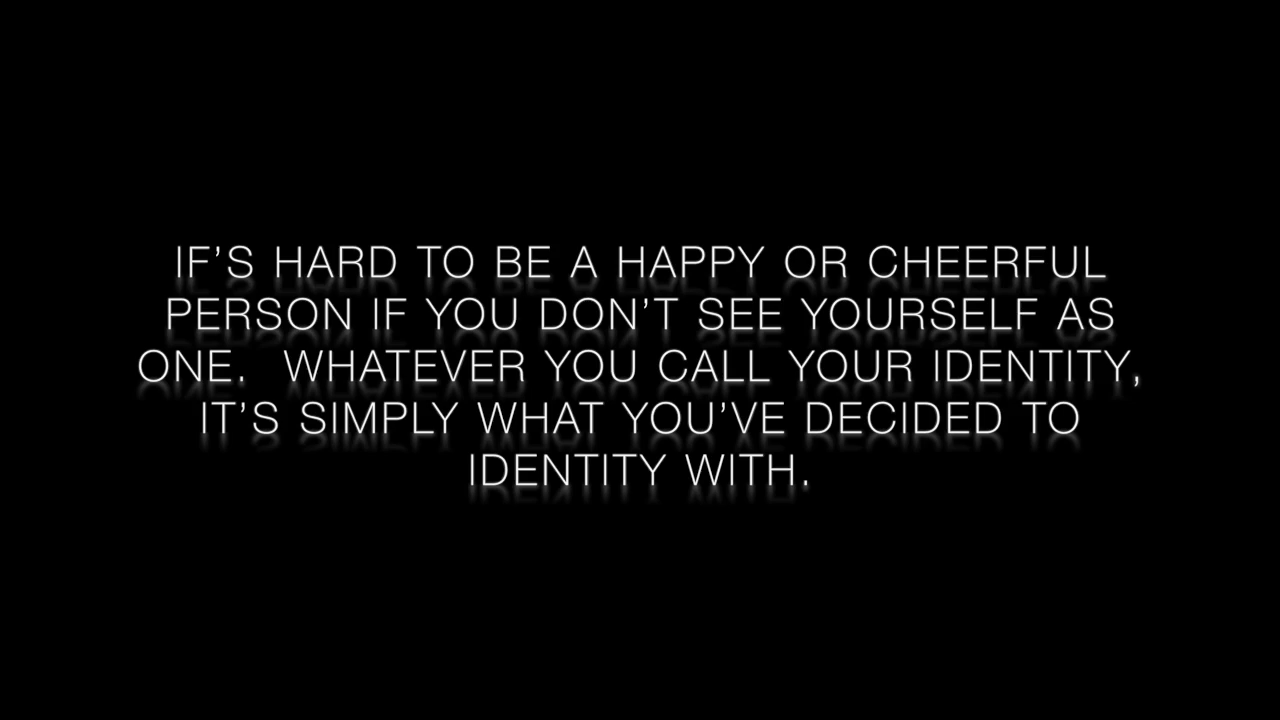 IF’S HARD TO BE A HAPPY OR CHEERFUL
PERSON IF YOU DON’T SEE YOURSELF AS
ONE.  WHATEVER YOU CALL YOUR IDENTITY,
IT’S SIMPLY WHAT YOU’VE DECIDED TO
IDENTITY WITH.